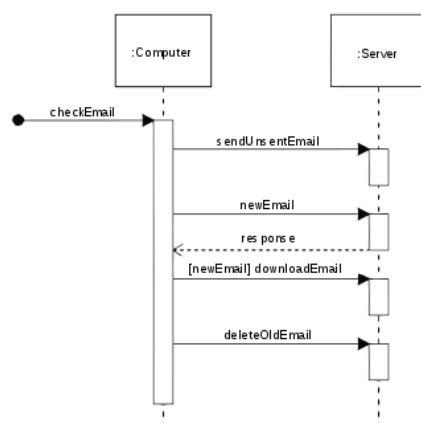 :Computer
:Server
checkEmail
sendUnsentEmail
newEmail
response
[newEmail] downloadEmail
deleteOldEmail